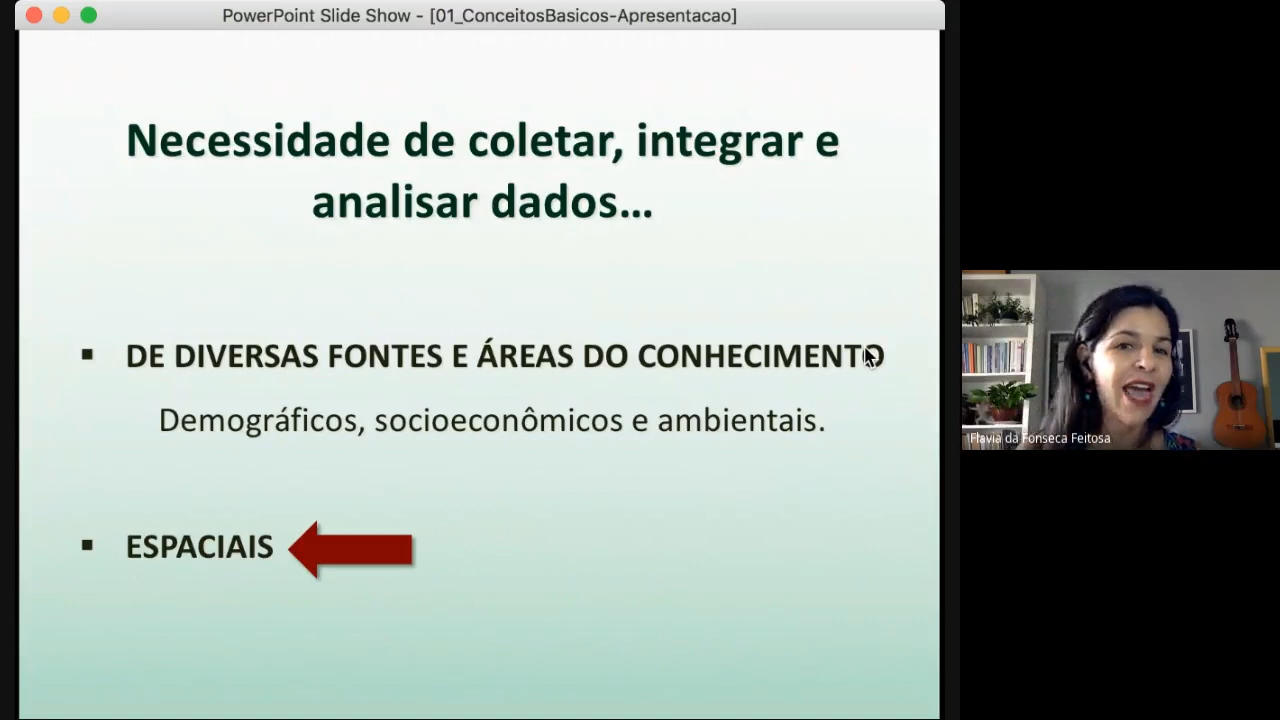 PowerPoint Slide Show - [01_ConceitosBasicos-Apresentacao]
Necessidade de coletar, integrar e
analisar dados...
▪ DE DIVERSAS FONTES E ÁREAS DO CONHECIMENTO
Demográficos, socioeconômicos e ambientais.
▪ ESPACIAIS
Flavia da Fonseca Feitosa